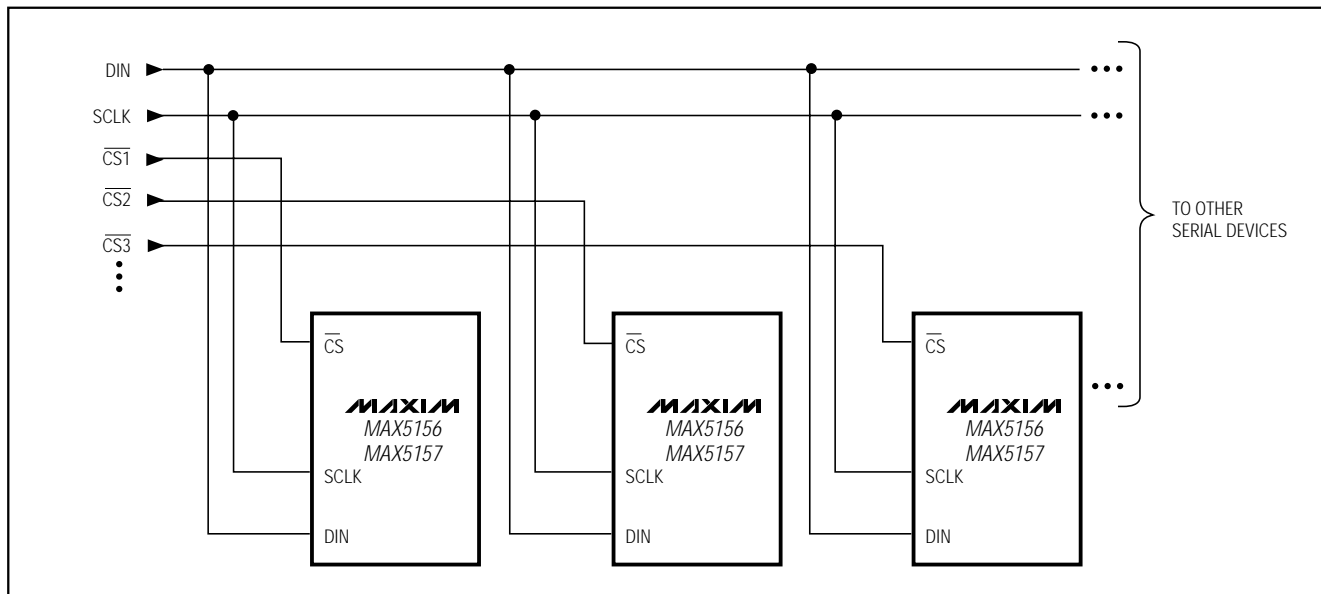 DIN
SCLK
CS1
CS2
CS3
TO OTHER
SERIAL DEVICES
CS
MAXIM
MAX5156
MAX5157
SCLK
DIN
CS
MAXIM
MAX5156
MAX5157
SCLK
DIN
CS
MAXIM
MAX5156
MAX5157
SCLK
DIN